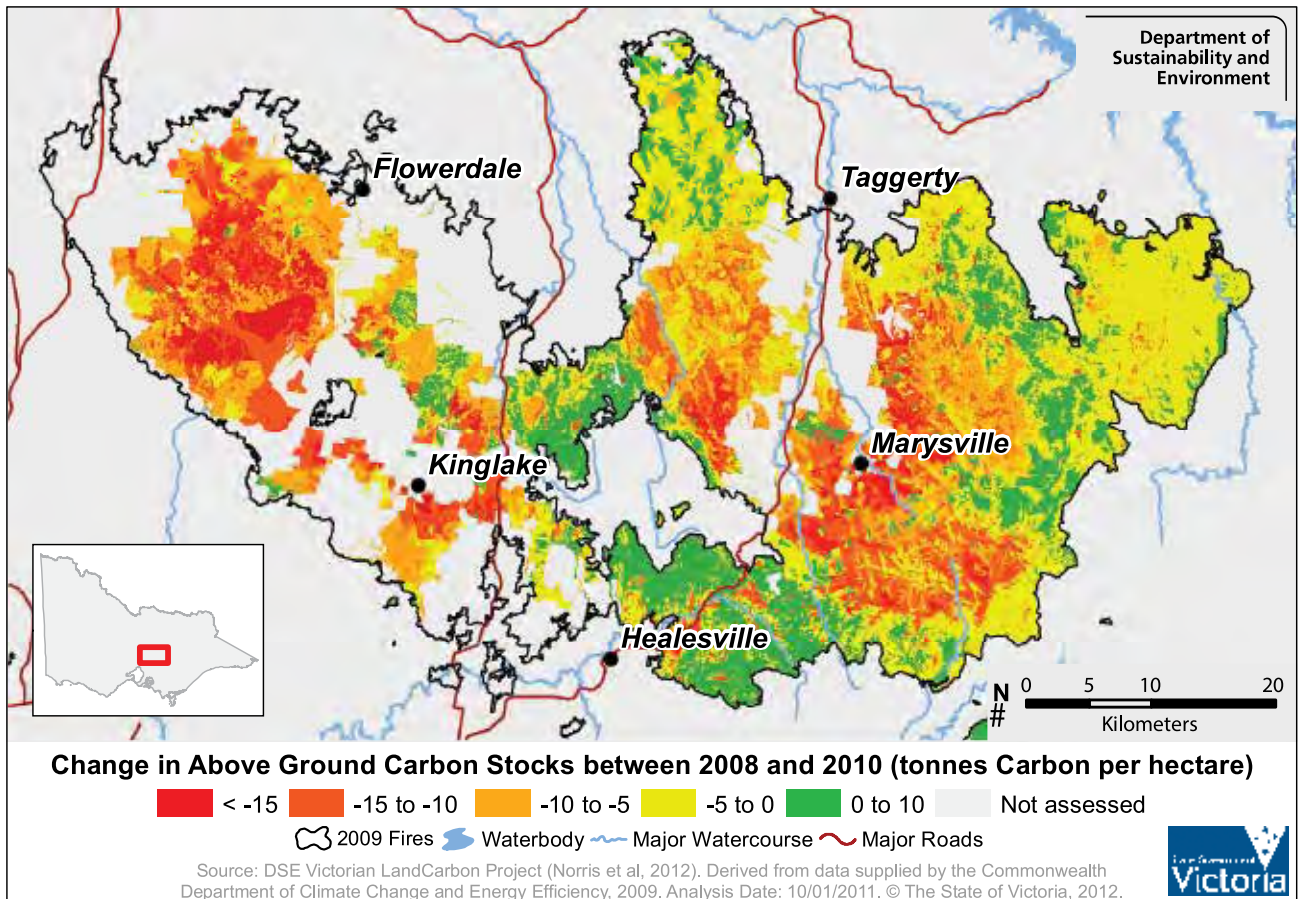 Department of
Sustainability and
Environment
Flowerdale
Taggerty
Marysville
Kinglake
Healesville
N
#
0 5 10 20
Kilometers
Change in Above Ground Carbon Stocks between 2008 and 2010 (tonnes Carbon per hectare)
< -15 -15 to -10 -10 to -5 -5 to 0 0 to 10 Not assessed
2009 Fires Waterbody Major Watercourse Major Roads
Source: DSE Victorian LandCarbon Project (Norris et al, 2012). Derived from data supplied by the Commonwealth
Department of Climate Change and Energy Efficiency, 2009. Analysis Date: 10/01/2011. © The State of Victoria, 2012.
Victoria